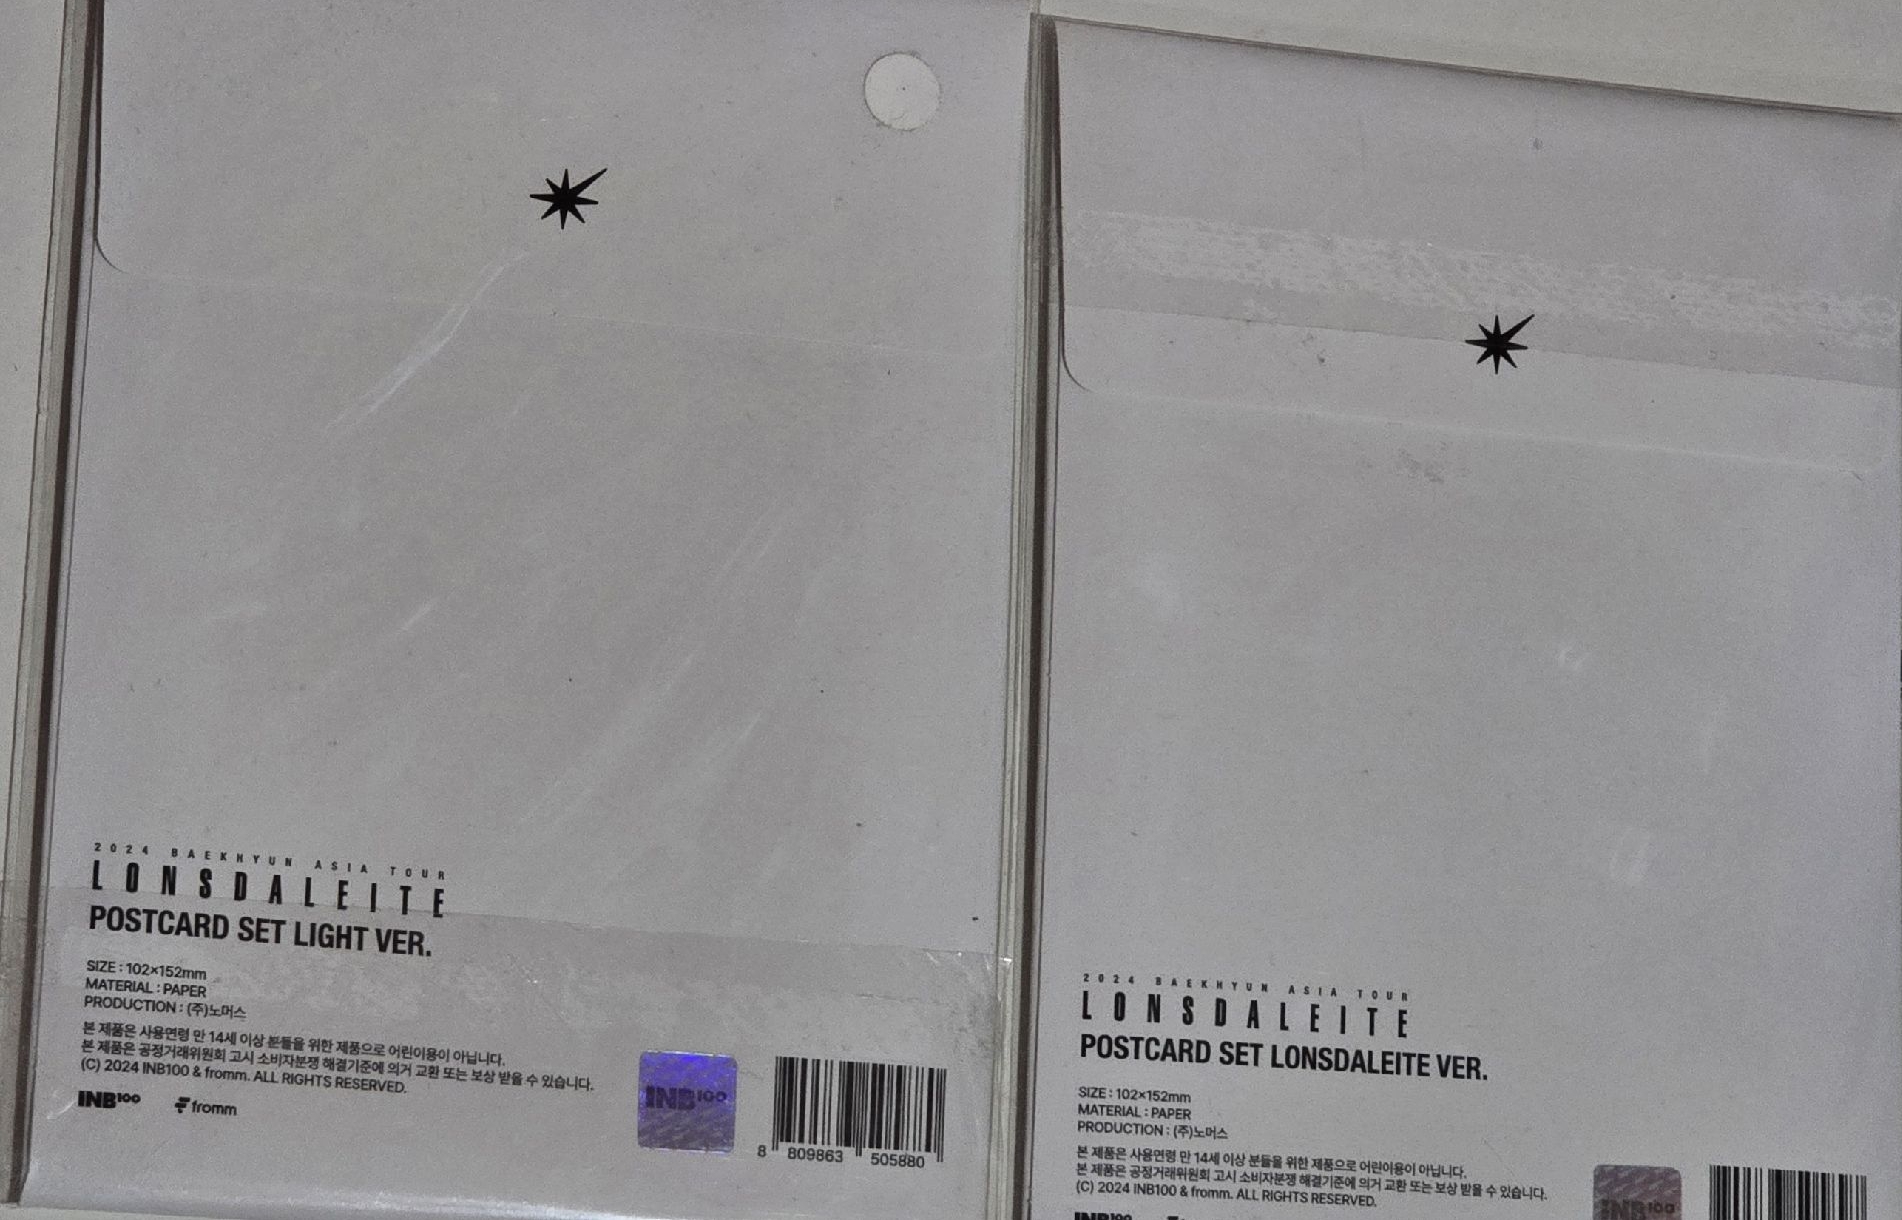 2024 BAEKHYUN ASIA TOUR
LONSDALEITE
POSTCARD SET LIGHT VER.
SIZE : 102×152mm
MATERIAL : PAPER
PRODUCTION : (주)노머스
본 제품은 사용연령 만 14세 이상 분들을 위한 제품으로 어린이용이 아닙니다.
본 제품은 공정거래위원회 고시 소비자분쟁 해결기준에 의거 교환 또는 보상 받을 수 있습니다.
(C) 2024 INB100 & fromm. ALL RIGHTS RESERVED.
INB100 fromm
INB100
8 809863 505880
2024 BAEKHYUN ASIA TOUR
LONSDALEITE
POSTCARD SET LONSDALEITE VER.
SIZE : 102×152mm
MATERIAL : PAPER
PRODUCTION : (주)노머스
본 제품은 사용연령 만 14세 이상 분들을 위한 제품으로 어린이용이 아닙니다.
본 제품은 공정거래위원회 고시 소비자분쟁 해결기준에 의거 교환 또는 보상 받을 수 있습니다.
(C) 2024 INB100 & fromm. ALL RIGHTS RESERVED.
INB100
INB100